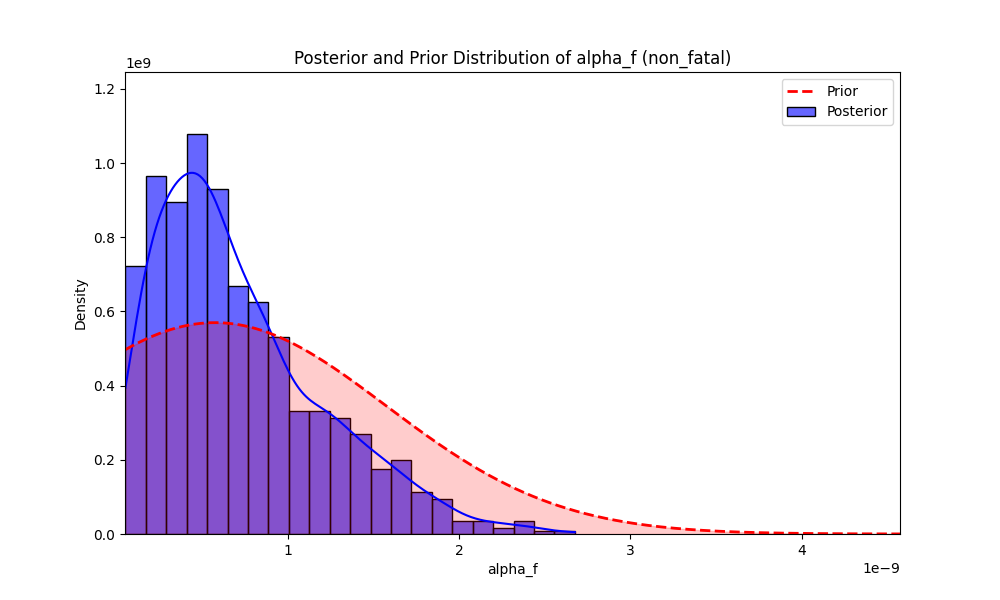 Posterior and Prior Distribution of alpha_f (non_fatal)
1e9
Prior
Posterior
1.2
1.0
0.8
0.6
0.4
0.2
0.0
Density
1
2
3
4
alpha_f
1e−9